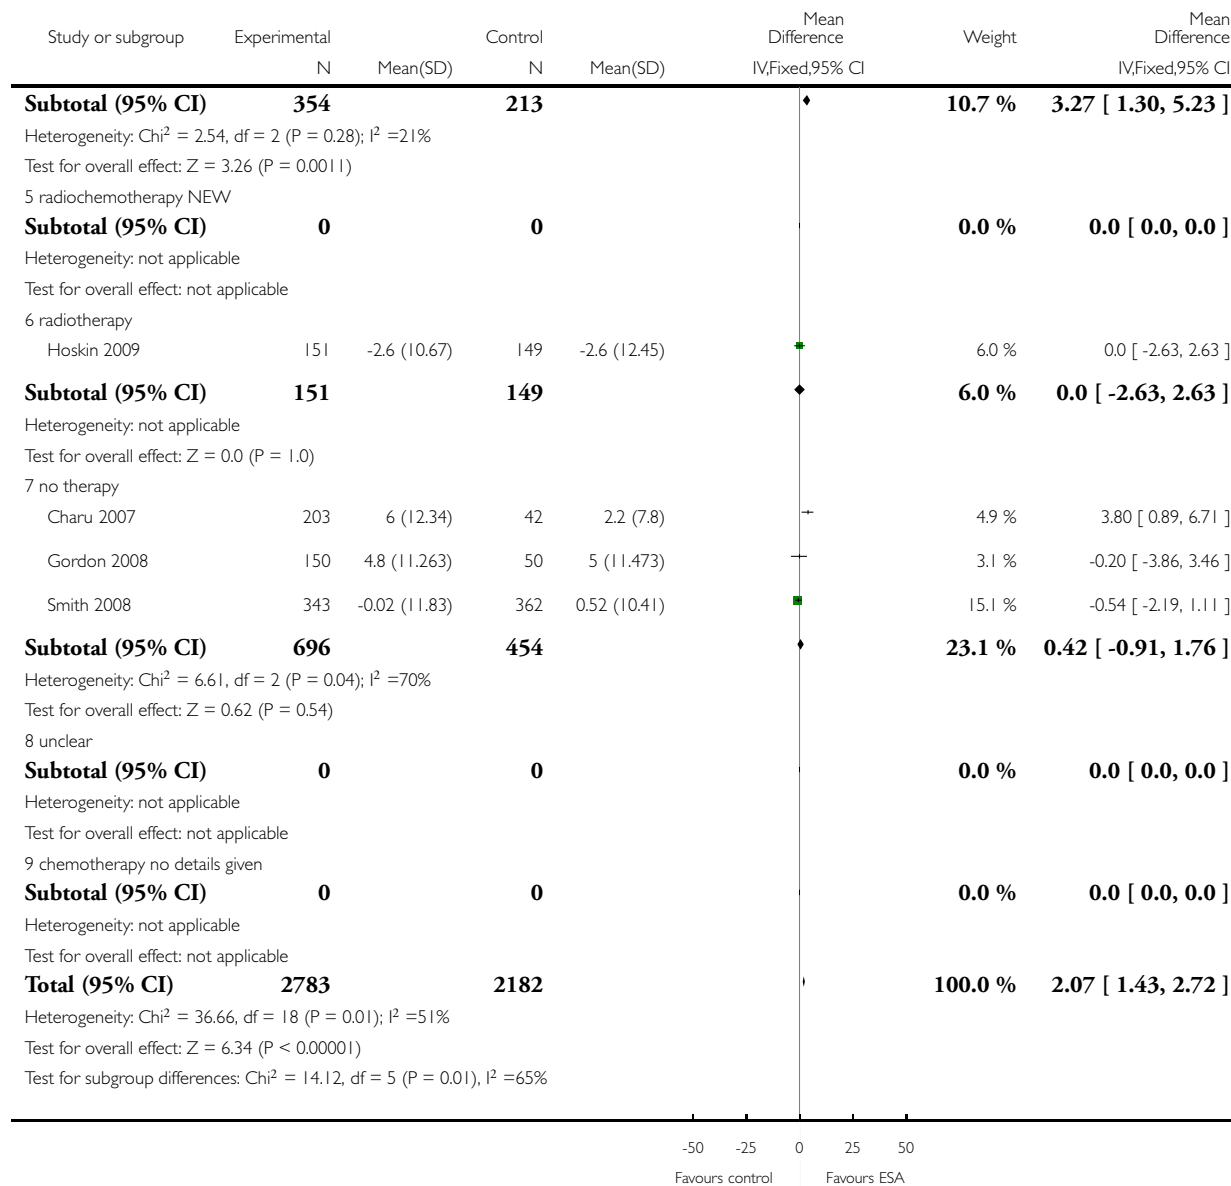 Study or subgroup Experimental Control Mean Difference Weight Mean Difference
N Mean(SD) N Mean(SD) IV,Fixed,95% CI IV,Fixed,95% CI
Subtotal (95% CI) 354 213 10.7 % 3.27 [ 1.30, 5.23 ]
Heterogeneity: Chi² = 2.54, df = 2 (P = 0.28); I² =21%
Test for overall effect: Z = 3.26 (P = 0.0011)
5 radiochemotherapy NEW
Subtotal (95% CI) 0 0 0.0 % 0.0 [ 0.0, 0.0 ]
Heterogeneity: not applicable
Test for overall effect: not applicable
6 radiotherapy
Hoskin 2009 151 -2.6 (10.67) 149 -2.6 (12.45) 6.0 % 0.0 [ -2.63, 2.63 ]
Subtotal (95% CI) 151 149 6.0 % 0.0 [ -2.63, 2.63 ]
Heterogeneity: not applicable
Test for overall effect: Z = 0.0 (P = 1.0)
7 no therapy
Charu 2007 203 6 (12.34) 42 2.2 (7.8) 4.9 % 3.80 [ 0.89, 6.71 ]
Gordon 2008 150 4.8 (11.263) 50 5 (11.473) 3.1 % -0.20 [ -3.86, 3.46 ]
Smith 2008 343 -0.02 (11.83) 362 0.52 (10.41) 15.1 % -0.54 [ -2.19, 1.11 ]
Subtotal (95% CI) 696 454 23.1 % 0.42 [ -0.91, 1.76 ]
Heterogeneity: Chi² = 6.61, df = 2 (P = 0.04); I² =70%
Test for overall effect: Z = 0.62 (P = 0.54)
8 unclear
Subtotal (95% CI) 0 0 0.0 % 0.0 [ 0.0, 0.0 ]
Heterogeneity: not applicable
Test for overall effect: not applicable
9 chemotherapy no details given
Subtotal (95% CI) 0 0 0.0 % 0.0 [ 0.0, 0.0 ]
Heterogeneity: not applicable
Test for overall effect: not applicable
Total (95% CI) 2783 2182 100.0 % 2.07 [ 1.43, 2.72 ]
Heterogeneity: Chi² = 36.66, df = 18 (P = 0.01); I² =51%
Test for overall effect: Z = 6.34 (P < 0.00001)
Test for subgroup differences: Chi² = 14.12, df = 5 (P = 0.01), I² =65%
-50 -25 0 25 50
Favours control Favours ESA